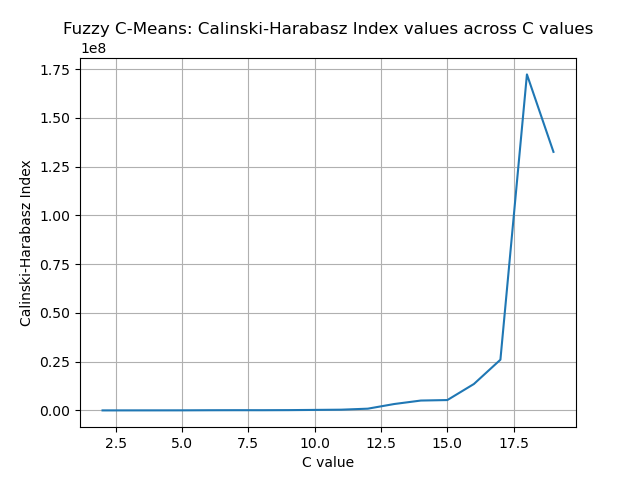 Fuzzy C-Means: Calinski-Harabasz Index values across C values
1e8
1.75
1.50
1.25
1.00
0.75
0.50
0.25
0.00
Calinski-Harabasz Index
2.5 5.0 7.5 10.0 12.5 15.0 17.5
C value